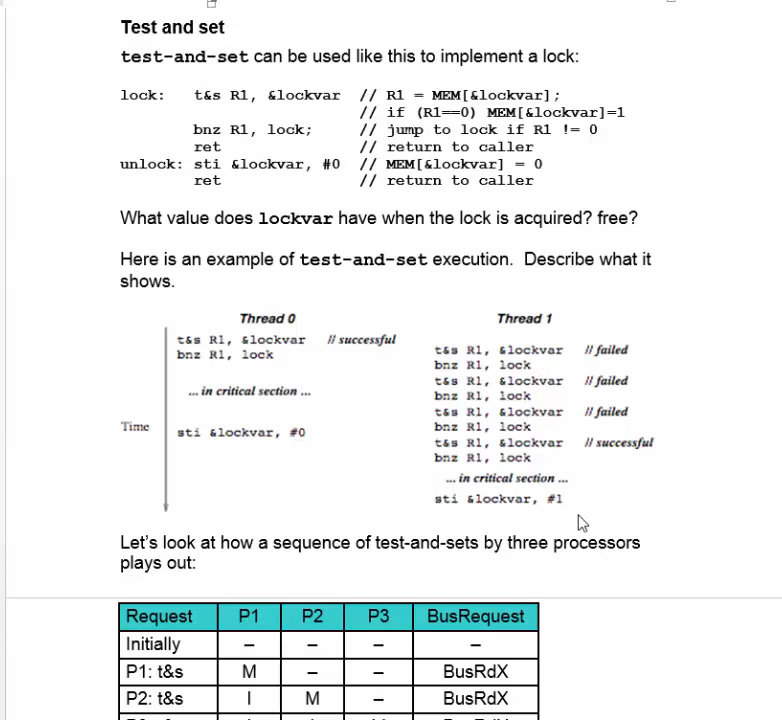 Test and set
test-and-set can be used like this to implement a lock:
lock: t&s R1, &lockvar // R1 = MEM[&lockvar];
// if (R1==0) MEM[&lockvar]=1
bnz R1, lock; // jump to lock if R1 != 0
ret // return to caller
unlock: sti &lockvar, #0 // MEM[&lockvar] = 0
ret // return to caller
What value does lockvar have when the lock is acquired? free?
Here is an example of test-and-set execution. Describe what it
shows.
Thread 0 Thread 1
t&s R1, &lockvar // successful
bnz R1, lock
... in critical section ...
Time
sti &lockvar, #0
t&s R1, &lockvar // failed
bnz R1, lock
t&s R1, &lockvar // failed
bnz R1, lock
t&s R1, &lockvar // failed
bnz R1, lock
t&s R1, &lockvar // successful
bnz R1, lock
... in critical section ...
sti &lockvar, #1
Let's look at how a sequence of test-and-sets by three processors
plays out:
Request P1 P2 P3 BusRequest
Initially – – – –
P1: t&s M – – BusRdX
P2: t&s I M – BusRdX